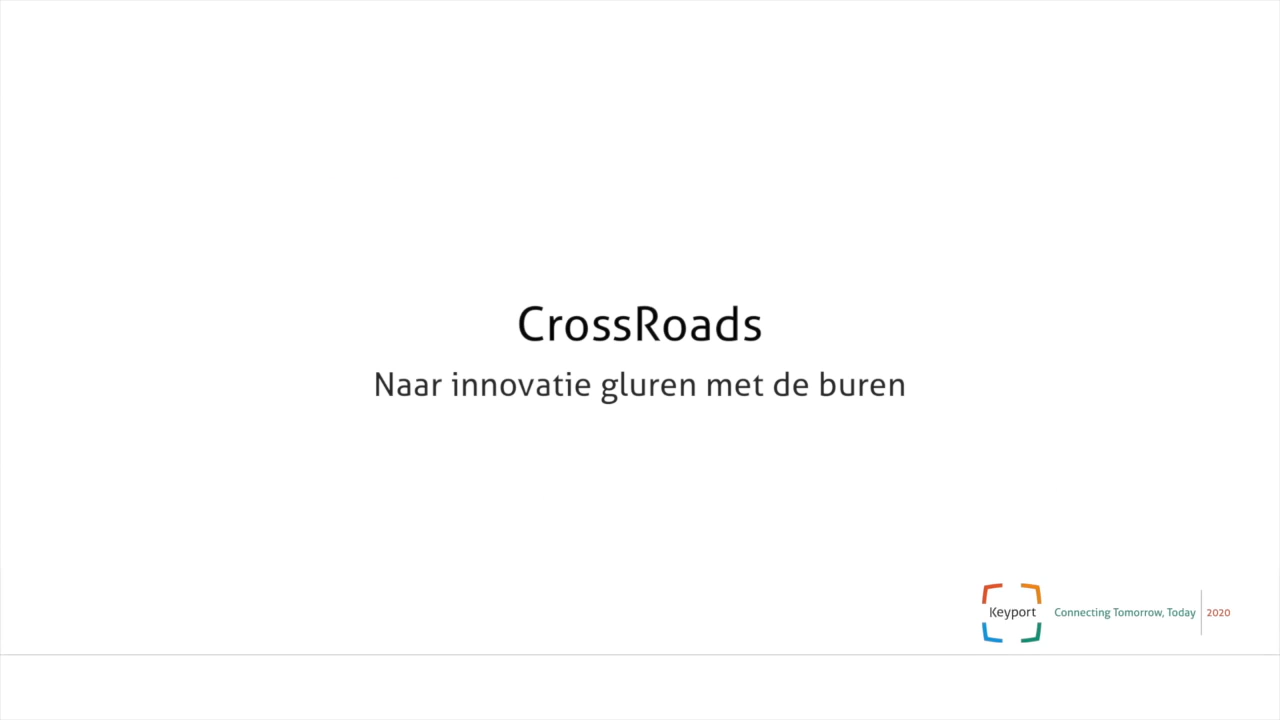 CrossRoads
Naar innovatie gluren met de buren
Keyport Connecting Tomorrow, Today 2020